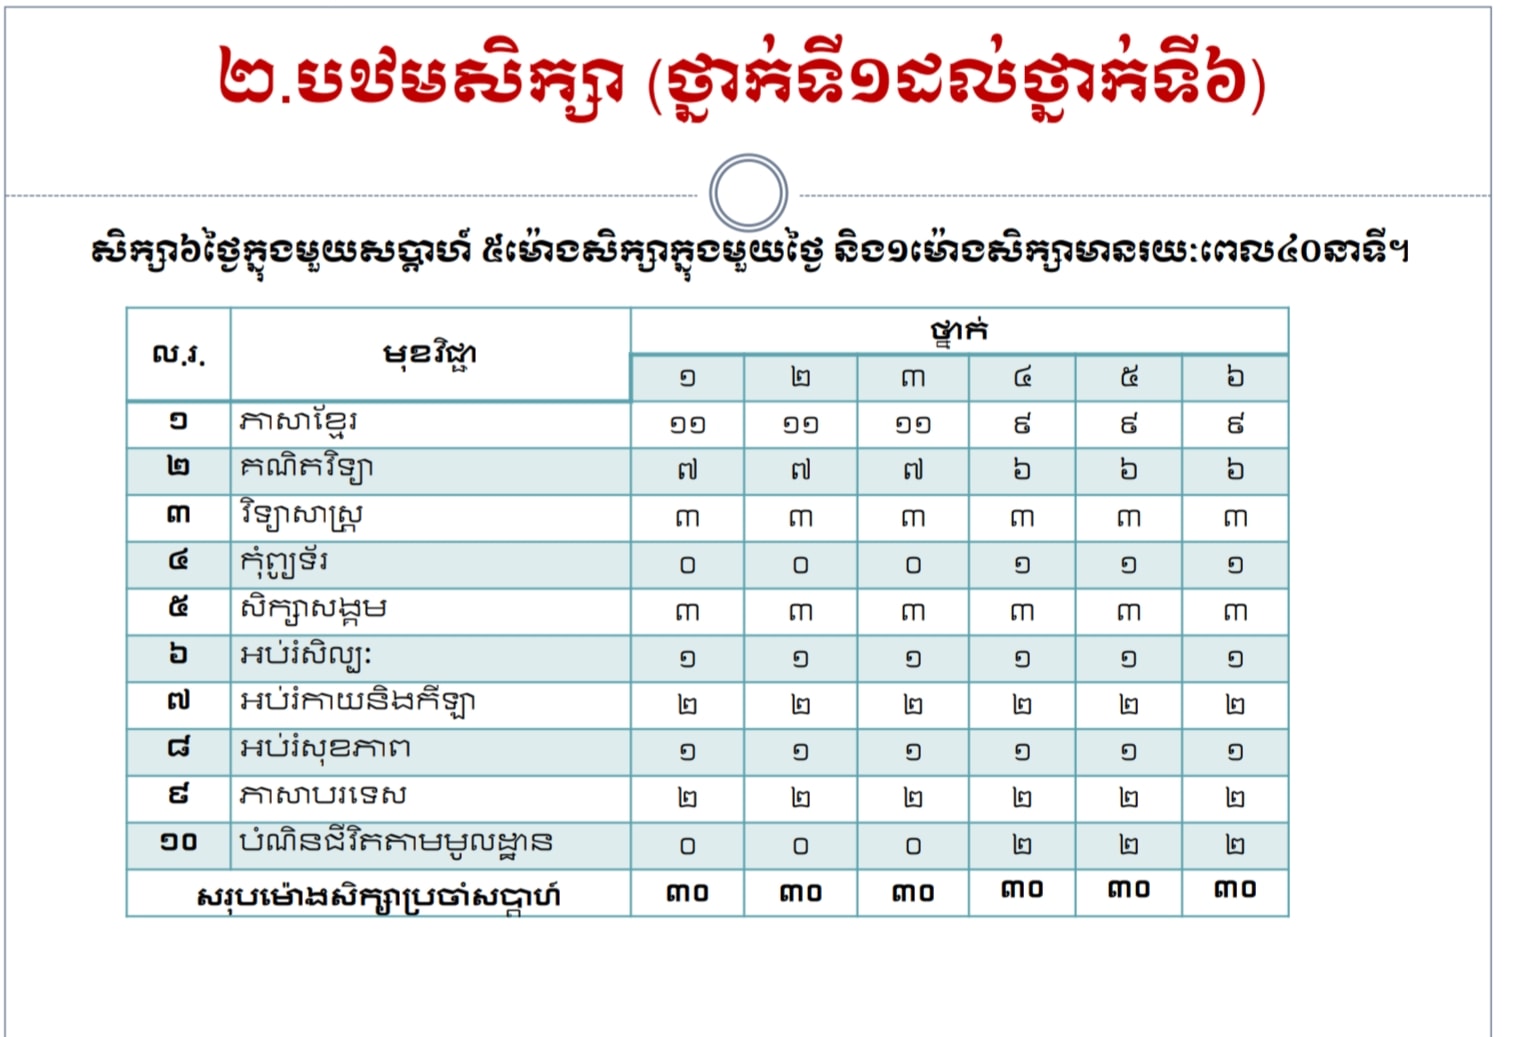 ២.បឋមសិក្សា (ថ្នាក់ទី១ដល់ថ្នាក់ទី៦)
សិក្សា៦ថ្ងៃក្នុងមួយសប្តាហ៍ ៥ម៉ោងសិក្សាក្នុងមួយថ្ងៃ និង១ម៉ោងសិក្សាមានរយៈពេល៤០នាទី។
ល.រ. មុខវិជ្ជា ថ្នាក់
១ ២ ៣ ៤ ៥ ៦
១ ភាសាខ្មែរ ១១ ១១ ១១ ៩ ៩ ៩
២ គណិតវិទ្យា ៧ ៧ ៧ ៦ ៦ ៦
៣ វិទ្យាសាស្ត្រ ៣ ៣ ៣ ៣ ៣ ៣
៤ កុំព្យូទ័រ ០ ០ ០ ១ ១ ១
៥ សិក្សាសង្គម ៣ ៣ ៣ ៣ ៣ ៣
៦ អប់រំសិល្បៈ ១ ១ ១ ១ ១ ១
៧ អប់រំកាយនិងកីឡា ២ ២ ២ ២ ២ ២
៨ អប់រំសុខភាព ១ ១ ១ ១ ១ ១
៩ ភាសាបរទេស ២ ២ ២ ២ ២ ២
១០ បំណិនជីវិតតាមមូលដ្ឋាន ០ ០ ០ ២ ២ ២
សរុបម៉ោងសិក្សាប្រចាំសប្តាហ៍ ៣០ ៣០ ៣០ ៣០ ៣០ ៣០